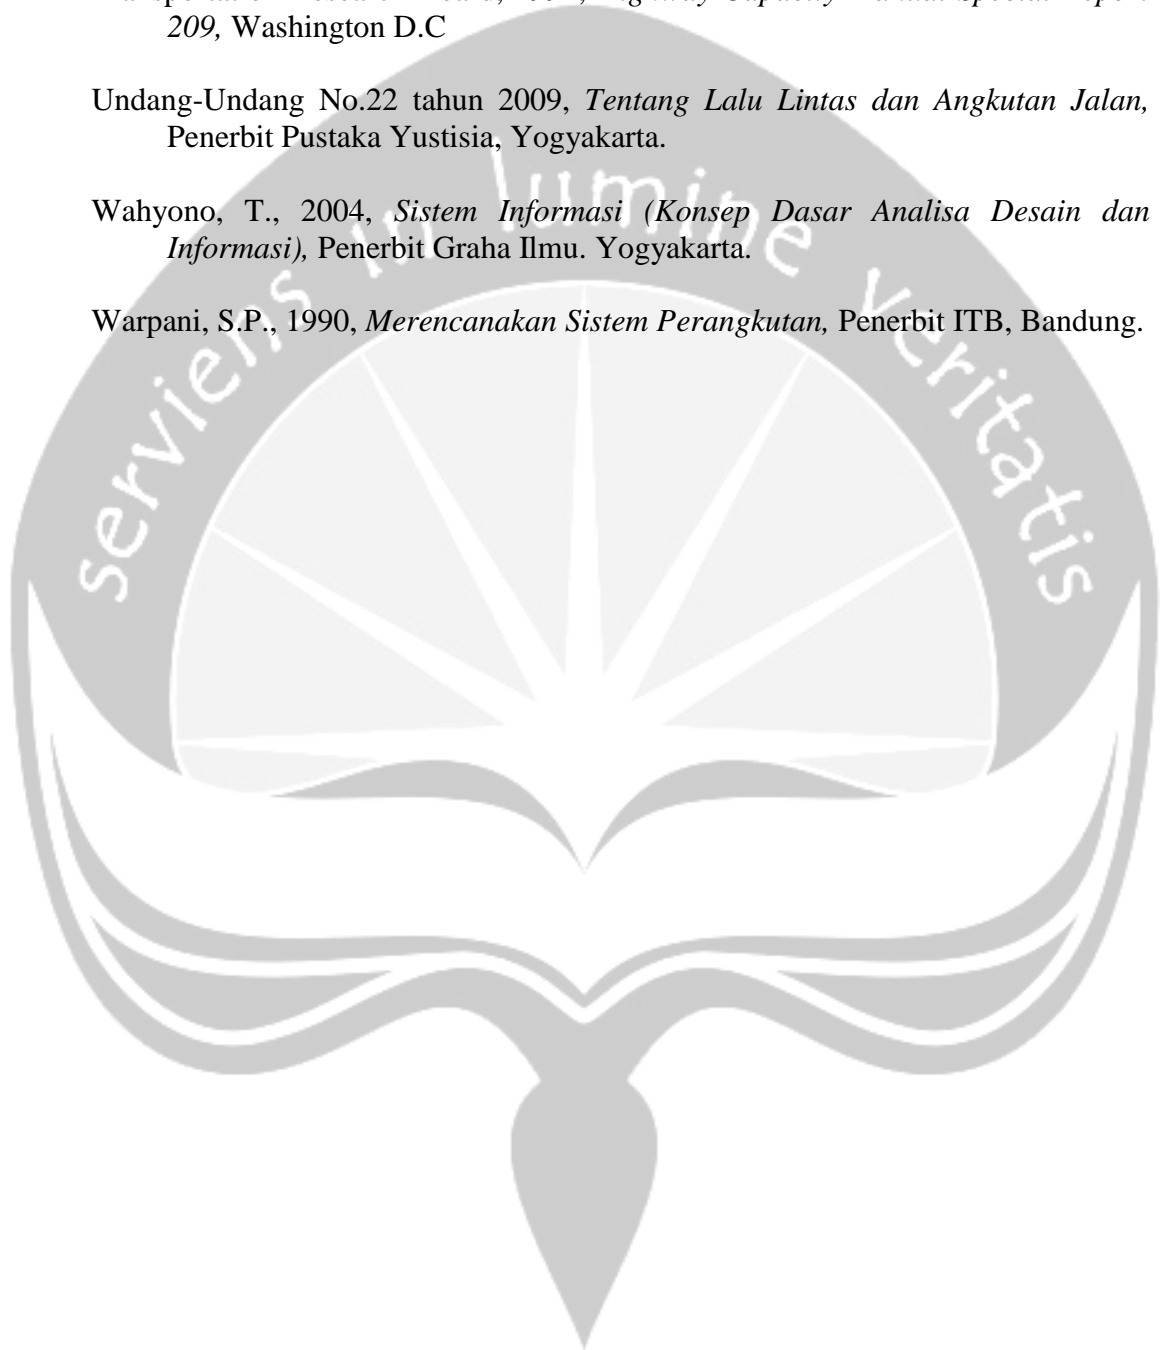 209, Washington D.C
Undang-Undang No.22 tahun 2009, Tentang Lalu Lintas dan Angkutan Jalan,
Penerbit Pustaka Yustisia, Yogyakarta.
Wahyono, T., 2004, Sistem Informasi (Konsep Dasar Analisa Desain dan
Informasi), Penerbit Graha Ilmu. Yogyakarta.
Warpani, S.P., 1990, Merencanakan Sistem Perangkutan, Penerbit ITB, Bandung.
serviens in lumine veritatis